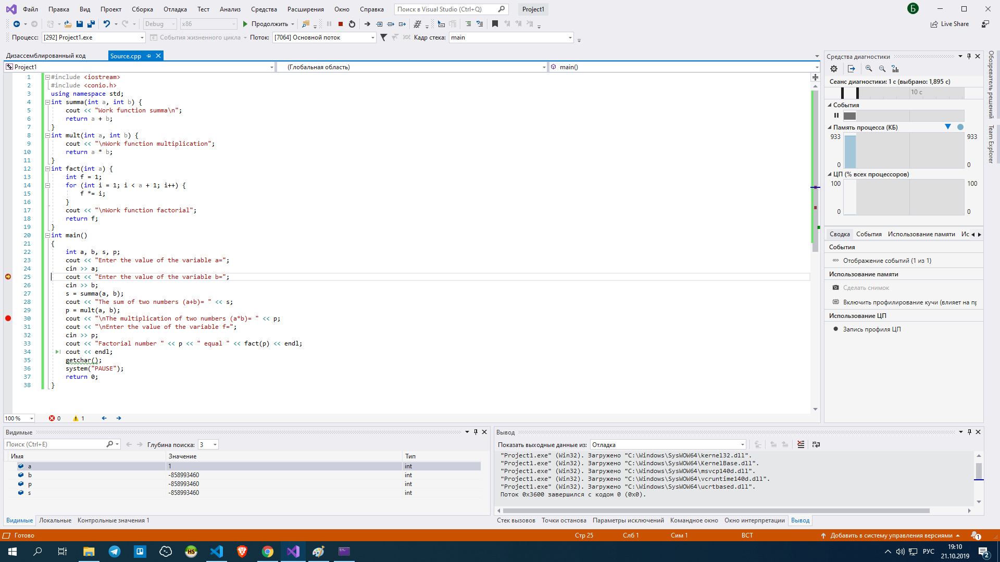 Файл Правка Вид Проект Сборка Отладка Тест Анализ Средства Расширения Окно Справка Поиск в Visual Studio (Ctrl+Q) Project1 Б
Debug x86 Продолжить Live Share
Процесс: [292] Project1.exe События жизненного цикла Поток: [7064] Основной поток Кадр стека: main
Дизассемблированный код Source.cpp
Project1 (Глобальная область) main()
1 #include <iostream>
2 #include <conio.h>
3 using namespace std;
4 int summa(int a, int b) {
5 cout << "Work function summa\n";
6 return a + b;
7 }
8 int mult(int a, int b) {
9 cout << "\nWork function multiplication";
10 return a * b;
11 }
12 int fact(int a) {
13 int f = 1;
14 for (int i = 1; i < a + 1; i++) {
15 f *= i;
16 }
17 cout << "\nWork function factorial";
18 return f;
19 }
20 int main()
21 {
22 int a, b, s, p;
23 cout << "Enter the value of the variable a=";
24 cin >> a;
25 cout << "Enter the value of the variable b=";
26 cin >> b;
27 s = summa(a, b);
28 cout << "The sum of two numbers (a+b)= " << s;
29 p = mult(a, b);
30 cout << "\nThe multiplication of two numbers (a*b)= " << p;
31 cout << "\nEnter the value of the variable f=";
32 cin >> p;
33 cout << "Factorial number " << p << " equal " << fact(p) << endl;
34 cout << endl;
35 getchar();
36 system("PAUSE");
37 return 0;
38 }
100 % 0 1
Средства диагностики
Сеанс диагностики: 1 с (выбрано: 1,895 с)
10 с
События
Память процесса (КБ)
933 933
0 0
ЦП (% всех процессоров)
100 100
0 0
Сводка События Использование памяти Ис
События
Отображение событий (1 из 1)
Использование памяти
Сделать снимок
Включить профилирование кучи (влияет на пр
Использование ЦП
Запись профиля ЦП
Обозреватель решений
Team Explorer
Видимые
Поиск (Ctrl+E) Глубина поиска: 3
Имя Значение Тип
a 1 int
b -858993460 int
p -858993460 int
s -858993460 int
Видимые Локальные Контрольные значения 1
Вывод
Показать выходные данные из: Отладка
"Project1.exe" (Win32). Загружено "C:\Windows\SysWOW64\kernel32.dll".
"Project1.exe" (Win32). Загружено "C:\Windows\SysWOW64\KernelBase.dll".
"Project1.exe" (Win32). Загружено "C:\Windows\SysWOW64\msvcp140d.dll".
"Project1.exe" (Win32). Загружено "C:\Windows\SysWOW64\vcruntime140d.dll".
"Project1.exe" (Win32). Загружено "C:\Windows\SysWOW64\ucrtbased.dll".
Поток 0x3600 завершился с кодом 0 (0x0).
Стек вызовов Точки останова Параметры исключений Командное окно Окно интерпретации Вывод
Готово Стр 25 Слб 1 Сим 1 ВСТ Добавить в систему управления версиями 1
HS РУС 19:10
21.10.2019 2